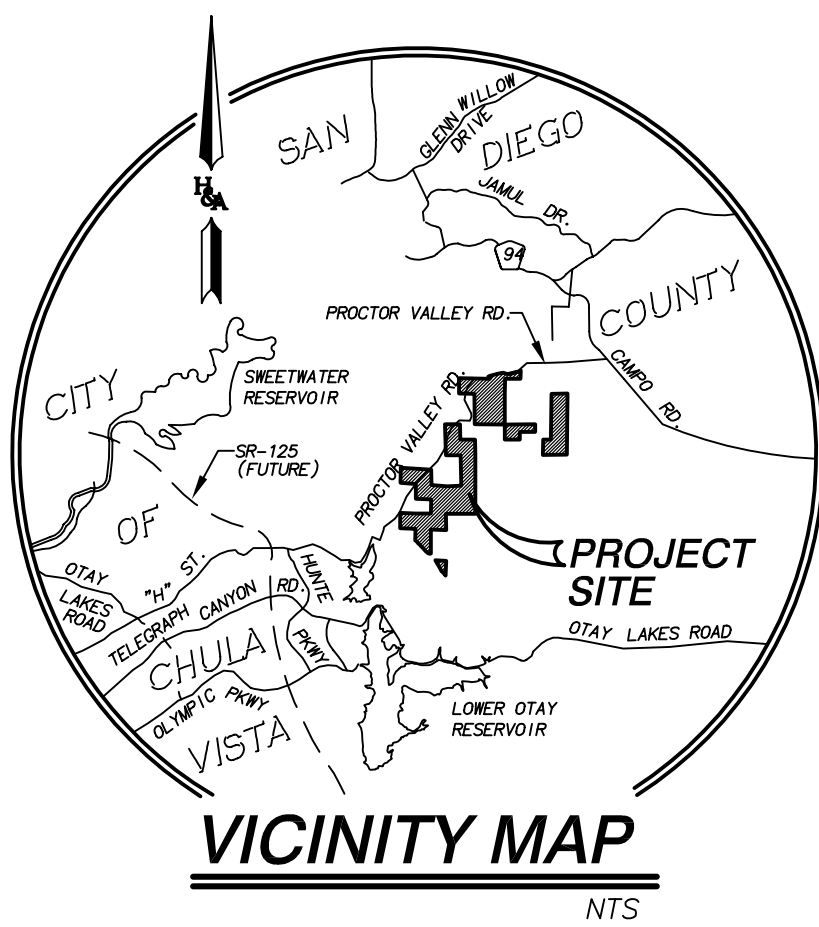 SAN
DIEGO
COUNTY
GLENN WILLOW
DRIVE
JAMUL DR.
94
H&A
PROCTOR VALLEY RD.
CAMPO RD.
SWEETWATER
RESERVOIR
PROCTOR VALLEY RD.
SR-125
(FUTURE)
CITY
OF
CHULA
VISTA
PROJECT
SITE
OTAY
LAKES
ROAD
"H" ST.
TELEGRAPH CANYON RD.
HUNTE
PKWY
OLYMPIC PKWY
OTAY LAKES ROAD
LOWER OTAY
RESERVOIR
VICINITY MAP
NTS